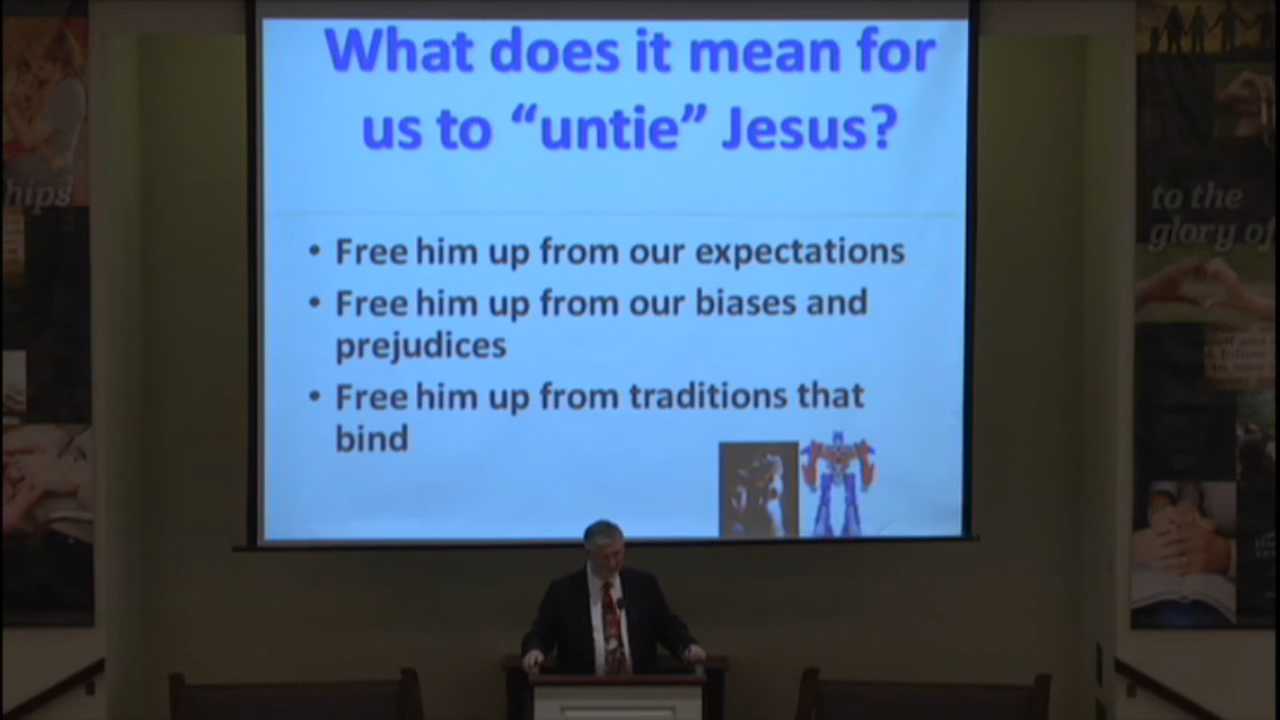 What does it mean for
us to “untie” Jesus?
• Free him up from our expectations
• Free him up from our biases and
prejudices
• Free him up from traditions that
bind
hips
to the
glory of